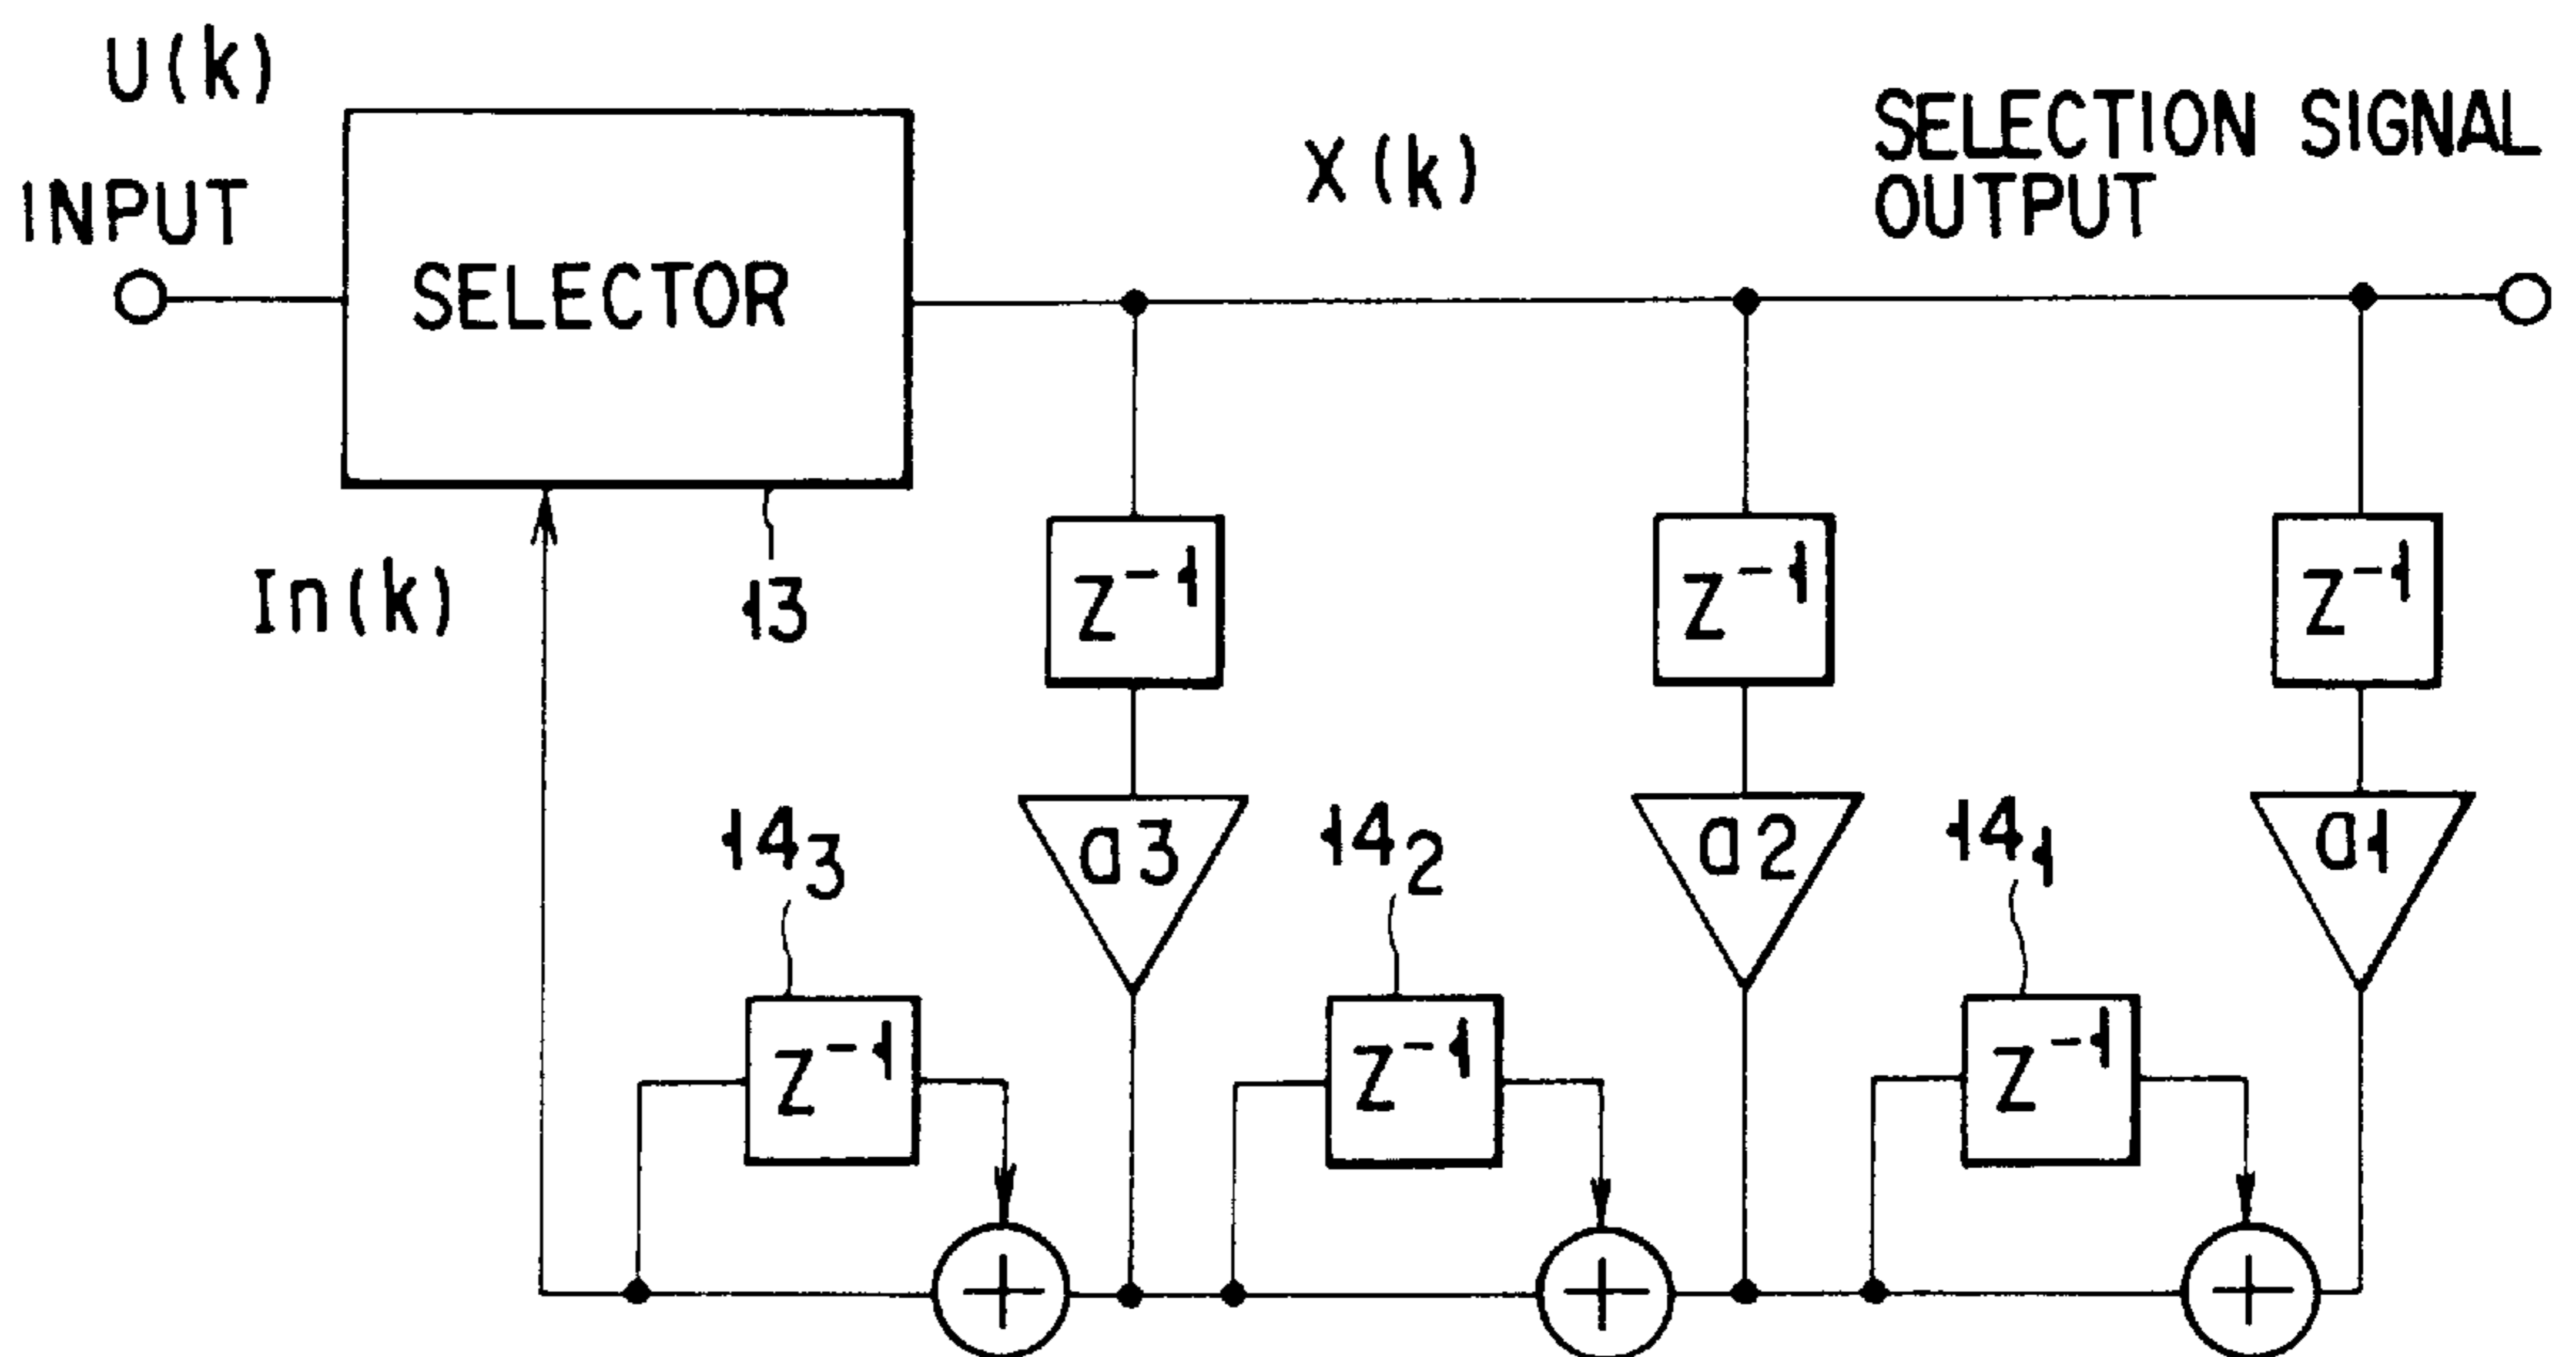 U(k)
INPUT
SELECTOR
X(k)
SELECTION SIGNAL
OUTPUT
In(k)
13
Z⁻¹
Z⁻¹
Z⁻¹
14₃
a3
14₂
a2
14₁
a1
Z⁻¹
Z⁻¹
Z⁻¹
+
+
+